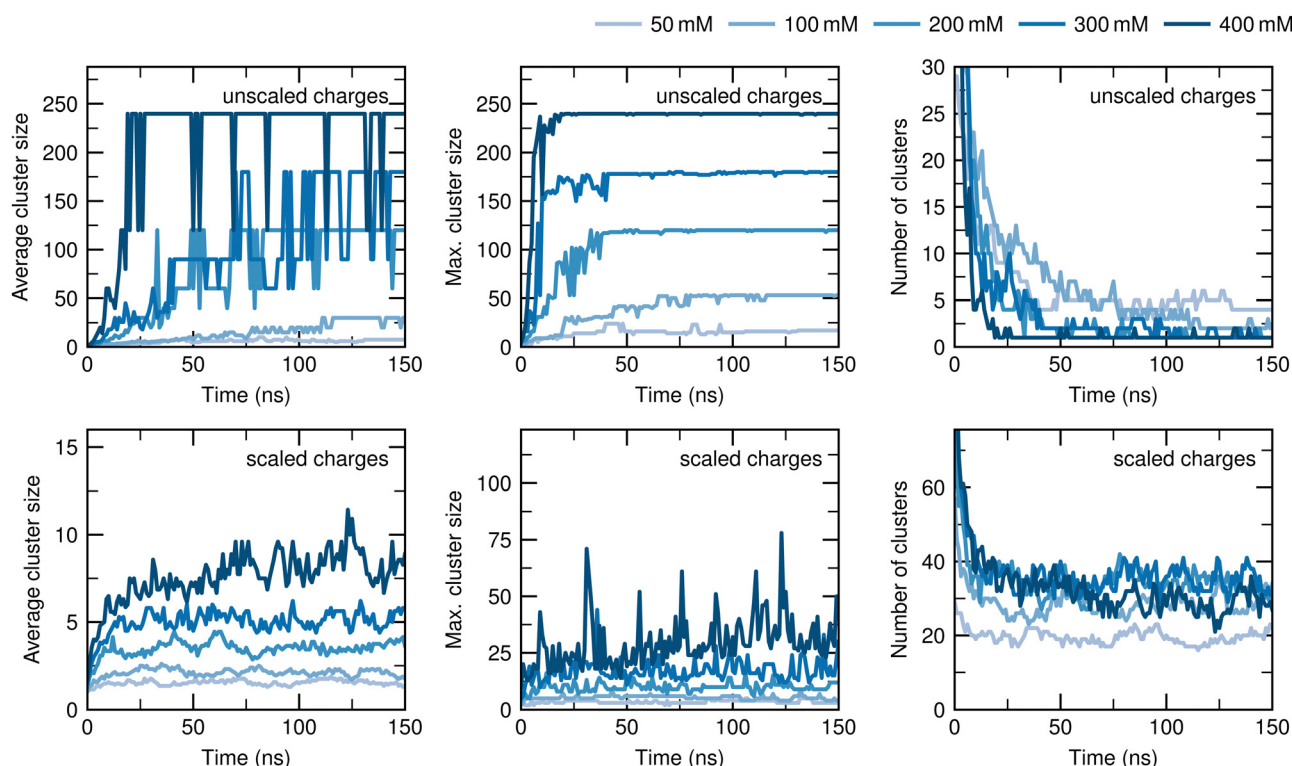 50 mM 100 mM 200 mM 300 mM 400 mM
unscaled charges
Average cluster size
250
200
150
100
50
0
0 50 100 150
Time (ns)
unscaled charges
Max. cluster size
250
200
150
100
50
0
0 50 100 150
Time (ns)
unscaled charges
Number of clusters
30
25
20
15
10
5
0
0 50 100 150
Time (ns)
scaled charges
Average cluster size
15
10
5
0
0 50 100 150
Time (ns)
scaled charges
Max. cluster size
100
75
50
25
0
0 50 100 150
Time (ns)
scaled charges
Number of clusters
60
40
20
0
0 50 100 150
Time (ns)